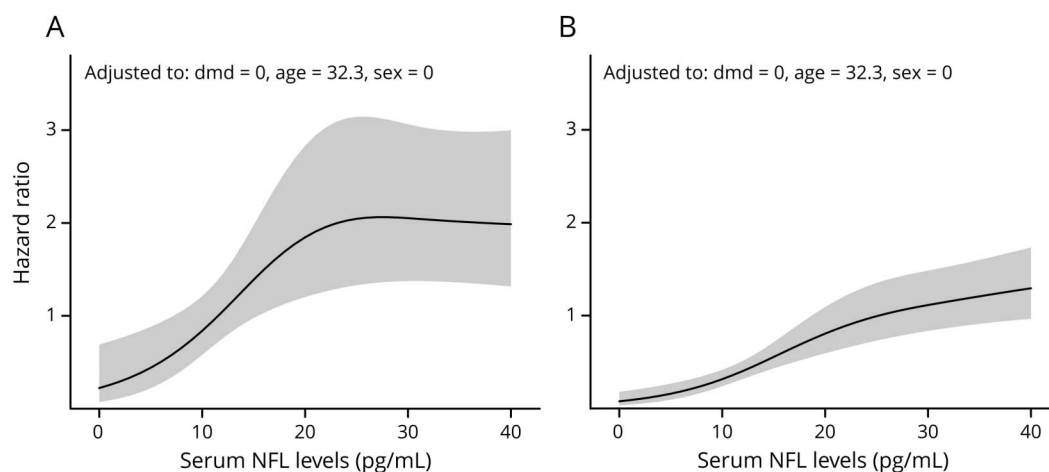 A
Adjusted to: dmd = 0, age = 32.3, sex = 0
3
2
1
Hazard ratio
0 10 20 30 40
Serum NFL levels (pg/mL)
B
Adjusted to: dmd = 0, age = 32.3, sex = 0
3
2
1
0 10 20 30 40
Serum NFL levels (pg/mL)